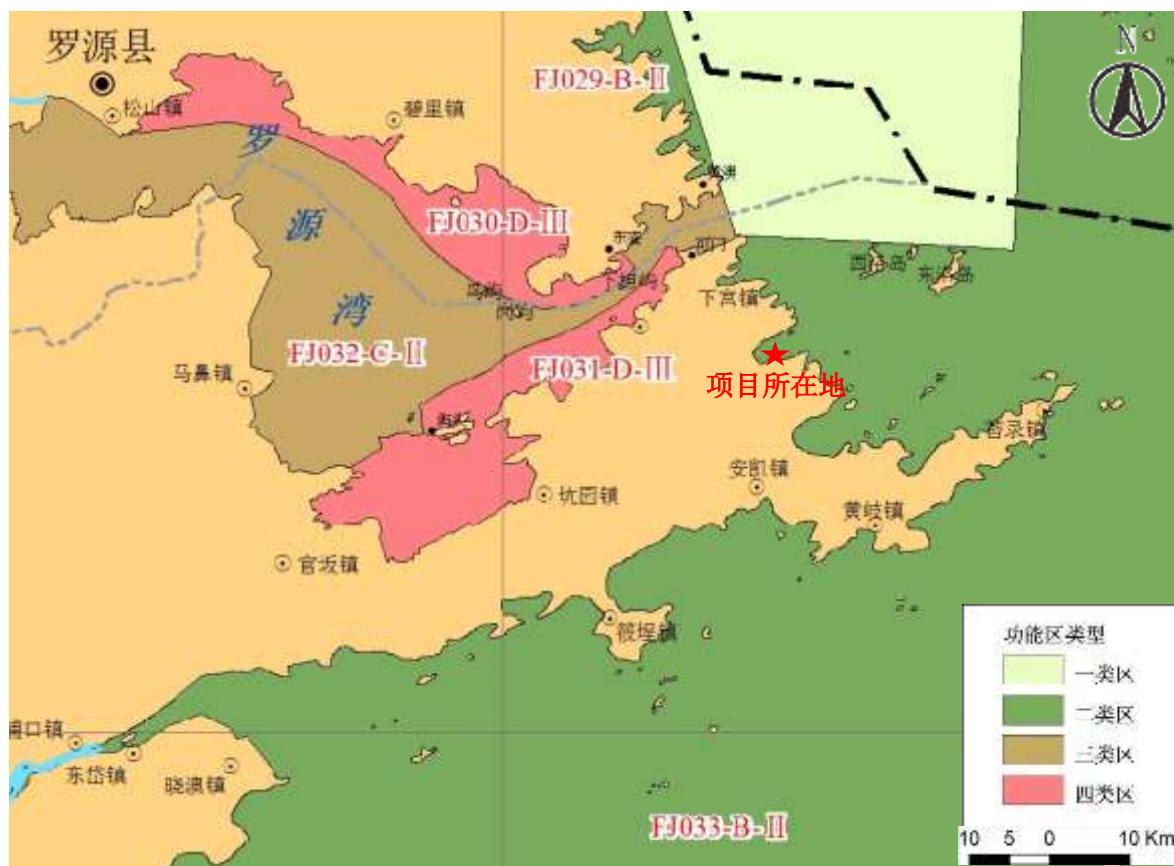 罗源县
N
松山镇
碧里镇
FJ029-B-Ⅱ
罗
源
湾
FJ030-D-Ⅲ
下宫镇
FJ032-C-Ⅱ
FJ031-D-Ⅲ
项目所在地
马鼻镇
苔录镇
安凯镇
坑园镇
黄岐镇
官坂镇
筱埕镇
功能区类型
一类区
二类区
三类区
四类区
浦口镇
东岱镇
晓澳镇
FJ033-B-Ⅱ
10 5 0 10 Km